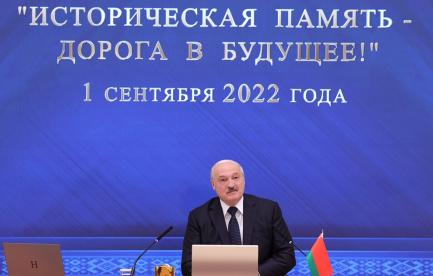 "ИСТОРИЧЕСКАЯ ПАМЯТЬ -
ДОРОГА В БУДУЩЕЕ!"
1 СЕНТЯБРЯ 2022 ГОДА
H